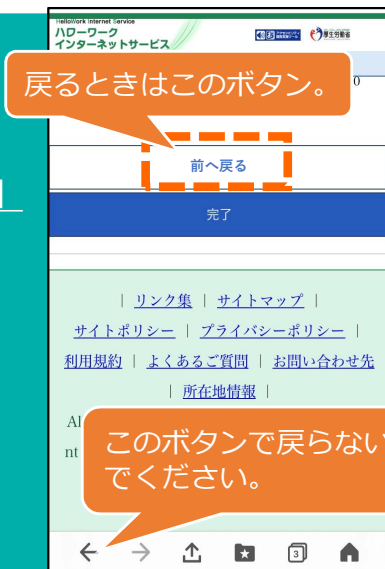 HelloWork Internet Service
ハローワーク
インターネットサービス
厚生労働省
戻るときはこのボタン。
0
前へ戻る
完了
| リンク集 | サイトマップ |
サイトポリシー | プライバシーポリシー |
利用規約 | よくあるご質問 | お問い合わせ先
| 所在地情報 |
Al
nt
このボタンで戻らない
でください。
3